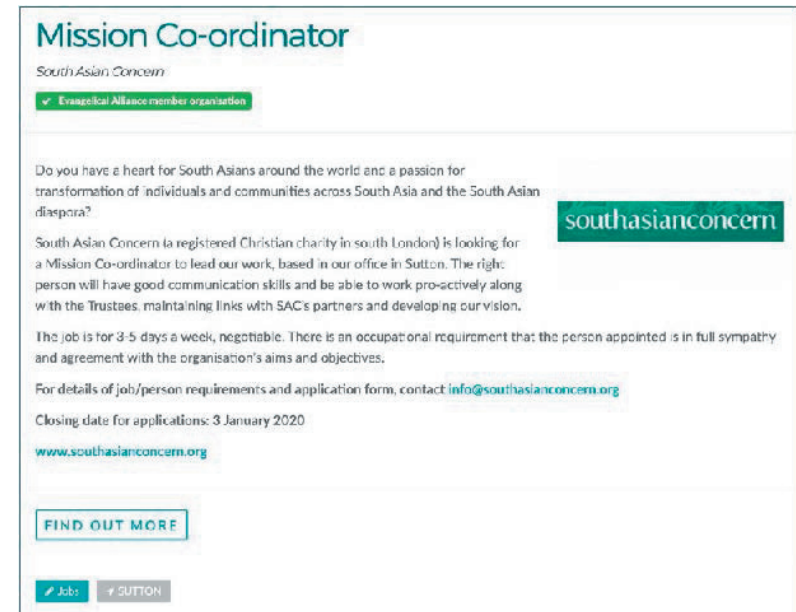 Mission Co-ordinator
South Asian Concern
Evangelical Alliance member organisation
Do you have a heart for South Asians around the world and a passion for
transformation of individuals and communities across South Asia and the South Asian
diaspora?
southasianconcern
South Asian Concern (a registered Christian charity in south London) is looking for
a Mission Co-ordinator to lead our work, based in our office in Sutton. The right
person will have good communication skills and be able to work pro-actively along
with the Trustees, maintaining links with SAC's partners and developing our vision.
The job is for 3-5 days a week, negotiable. There is an occupational requirement that the person appointed is in full sympathy
and agreement with the organisation's aims and objectives.
For details of job/person requirements and application form, contact info@southasianconcern.org
Closing date for applications: 3 January 2020
www.southasianconcern.org
FIND OUT MORE
Jobs SUTTON